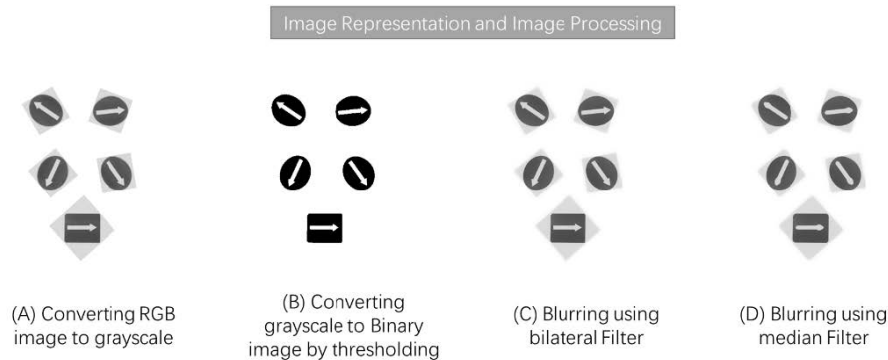 Image Representation and Image Processing
(A) Converting RGB
image to grayscale
(B) Converting
grayscale to Binary
image by thresholding
(C) Blurring using
bilateral Filter
(D) Blurring using
median Filter